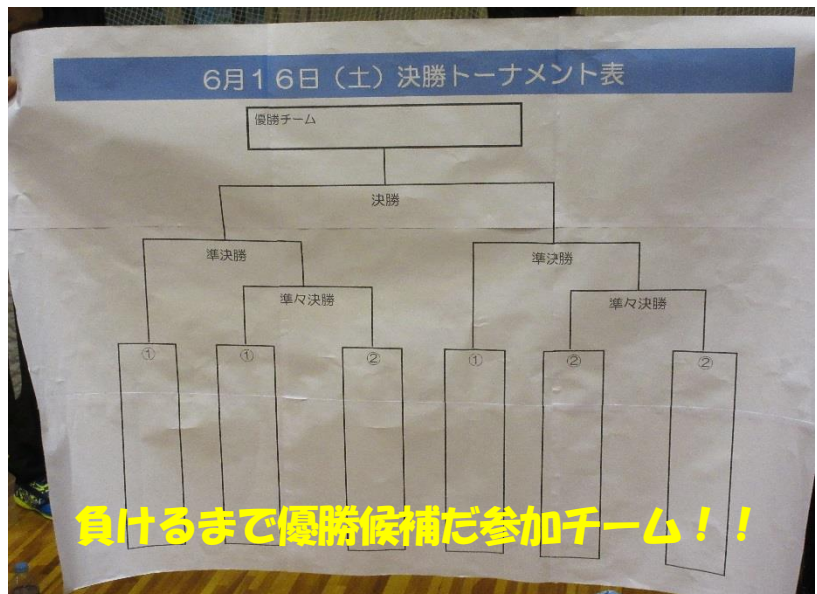 6月16日（土）決勝トーナメント表
優勝チーム
決勝
準決勝
準決勝
準々決勝
準々決勝
①
①
②
①
②
②
負けるまで優勝候補だ参加チーム！！